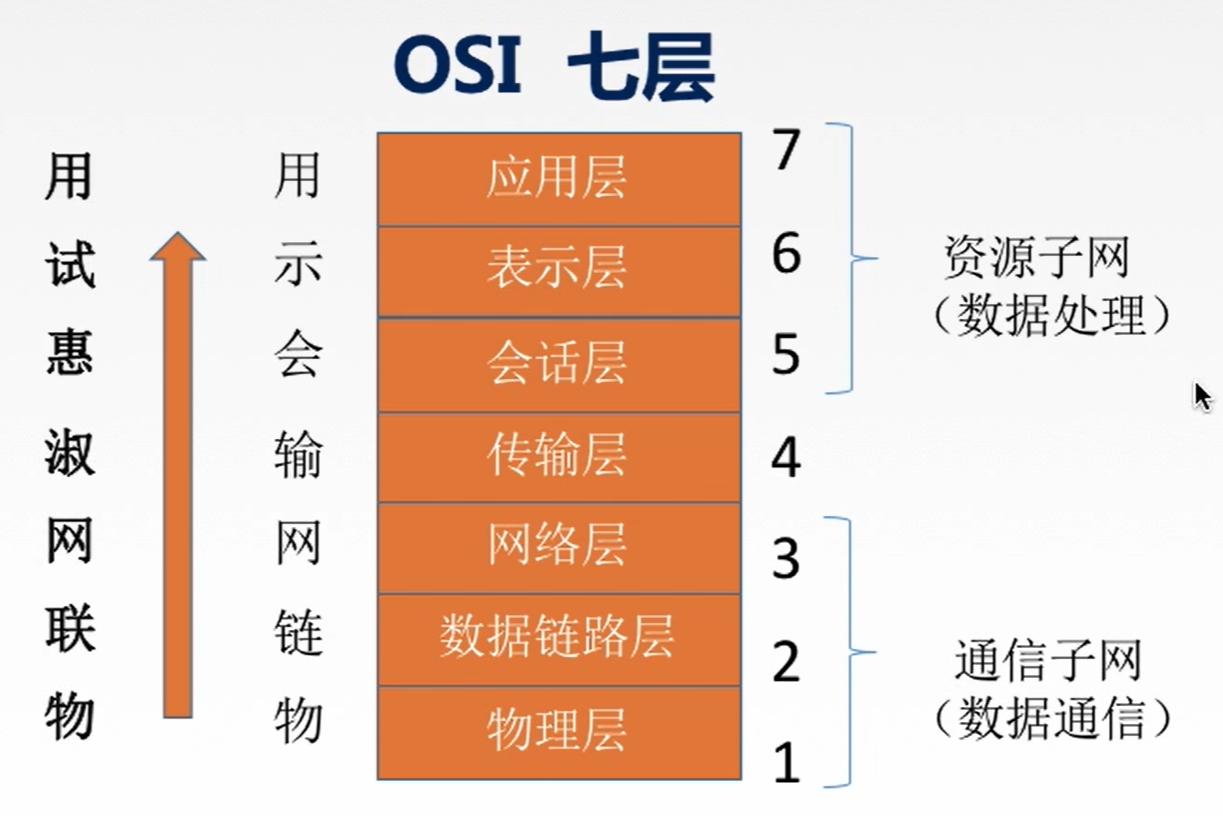 OSI 七层
用 用 应用层 7
试 示 表示层 6
惠 会 会话层 5
淑 输 传输层 4
网 网 网络层 3
联 链 数据链路层 2
物 物 物理层 1
资源子网
（数据处理）
通信子网
（数据通信）